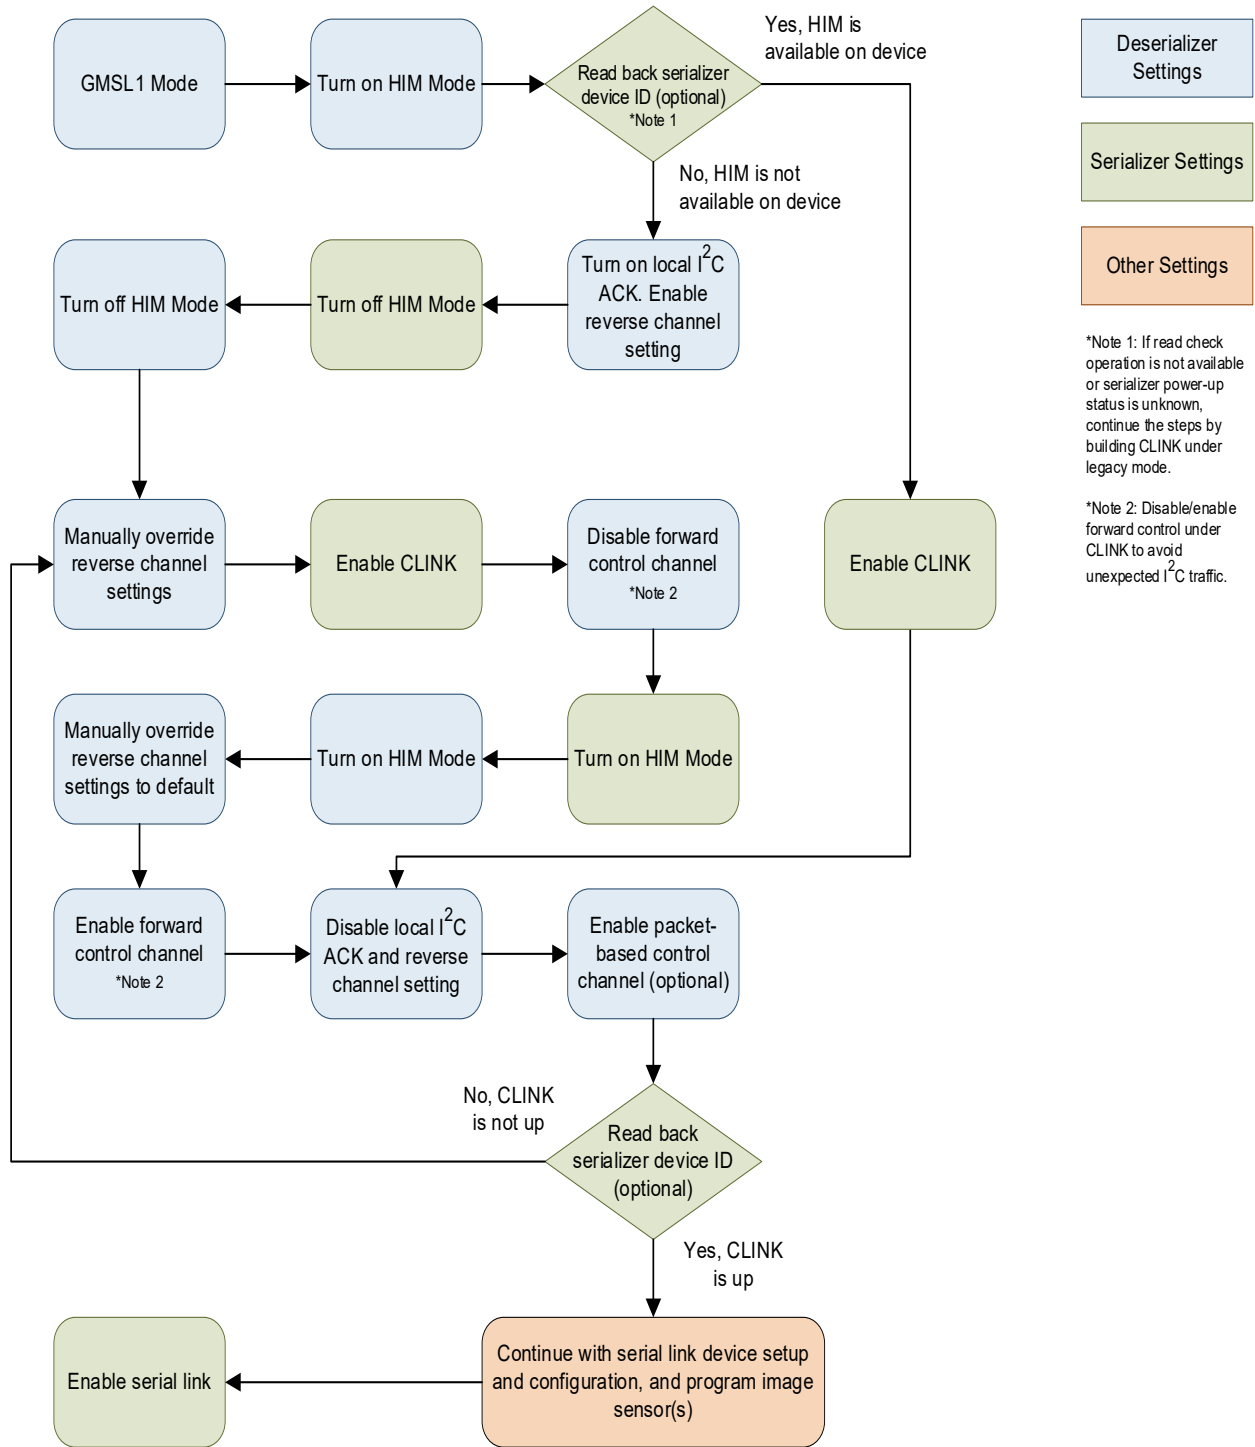 GMSL1 Mode
Turn on HIM Mode
Read back serializer
device ID (optional)
*Note 1
Yes, HIM is
available on device
No, HIM is not
available on device
Turn off HIM Mode
Turn off HIM Mode
Turn on local I²C
ACK. Enable
reverse channel
setting
Manually override
reverse channel
settings
Enable CLINK
Disable forward
control channel
*Note 2
Enable CLINK
Manually override
reverse channel
settings to default
Turn on HIM Mode
Turn on HIM Mode
Enable forward
control channel
*Note 2
Disable local I²C
ACK and reverse
channel setting
Enable packet-
based control
channel (optional)
No, CLINK
is not up
Read back
serializer device ID
(optional)
Yes, CLINK
is up
Enable serial link
Continue with serial link device setup
and configuration, and program image
sensor(s)
Deserializer
Settings
Serializer Settings
Other Settings
*Note 1: If read check
operation is not available
or serializer power-up
status is unknown,
continue the steps by
building CLINK under
legacy mode.
*Note 2: Disable/enable
forward control under
CLINK to avoid
unexpected I²C traffic.